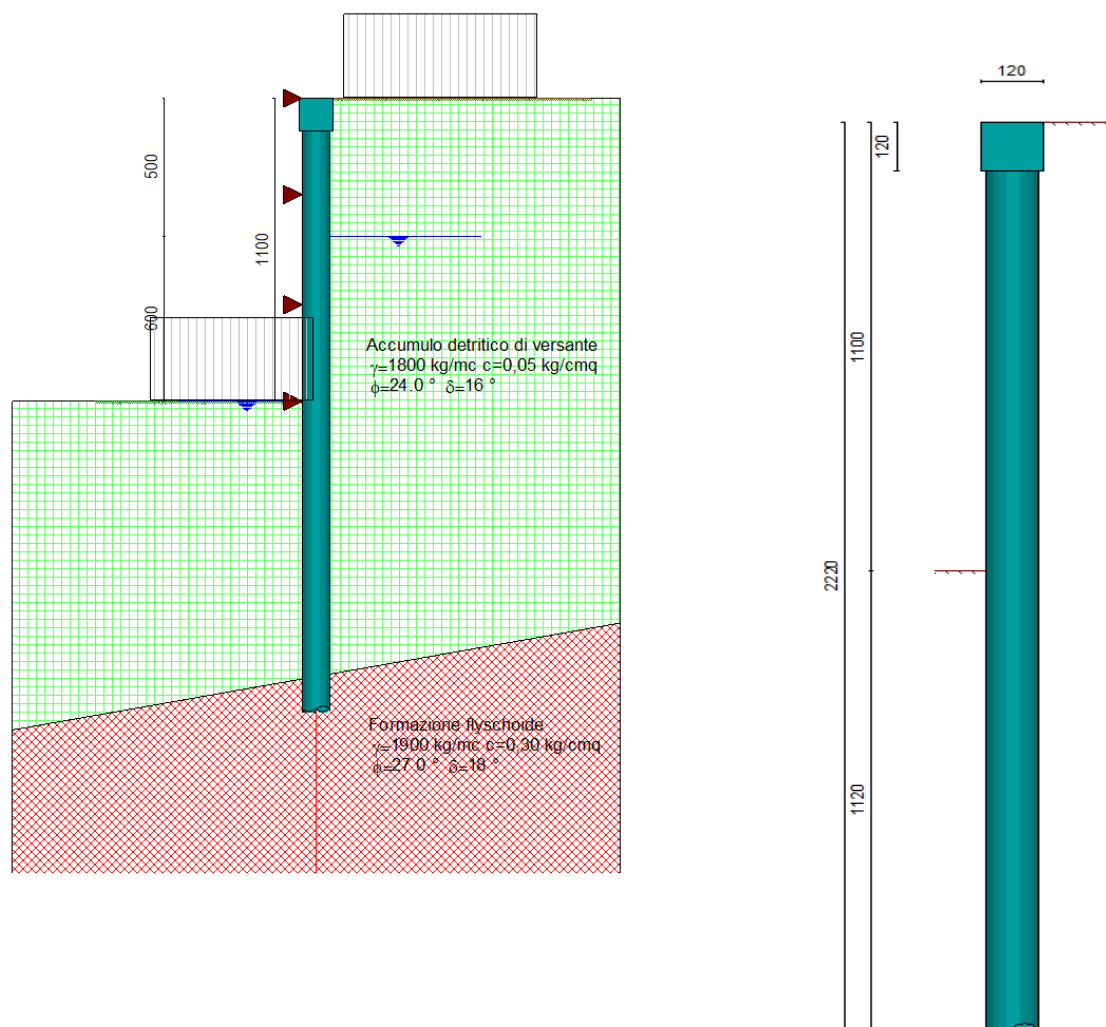 120
120
500
1100
600
Accumulo detritico di versante
γ=1800 kg/mc c=0,05 kg/cmq
ϕ=24.0 ° δ=16 °
Formazione flyschoide
γ=1900 kg/mc c=0,30 kg/cmq
ϕ=27.0 ° δ=18 °
1100
2220
1120